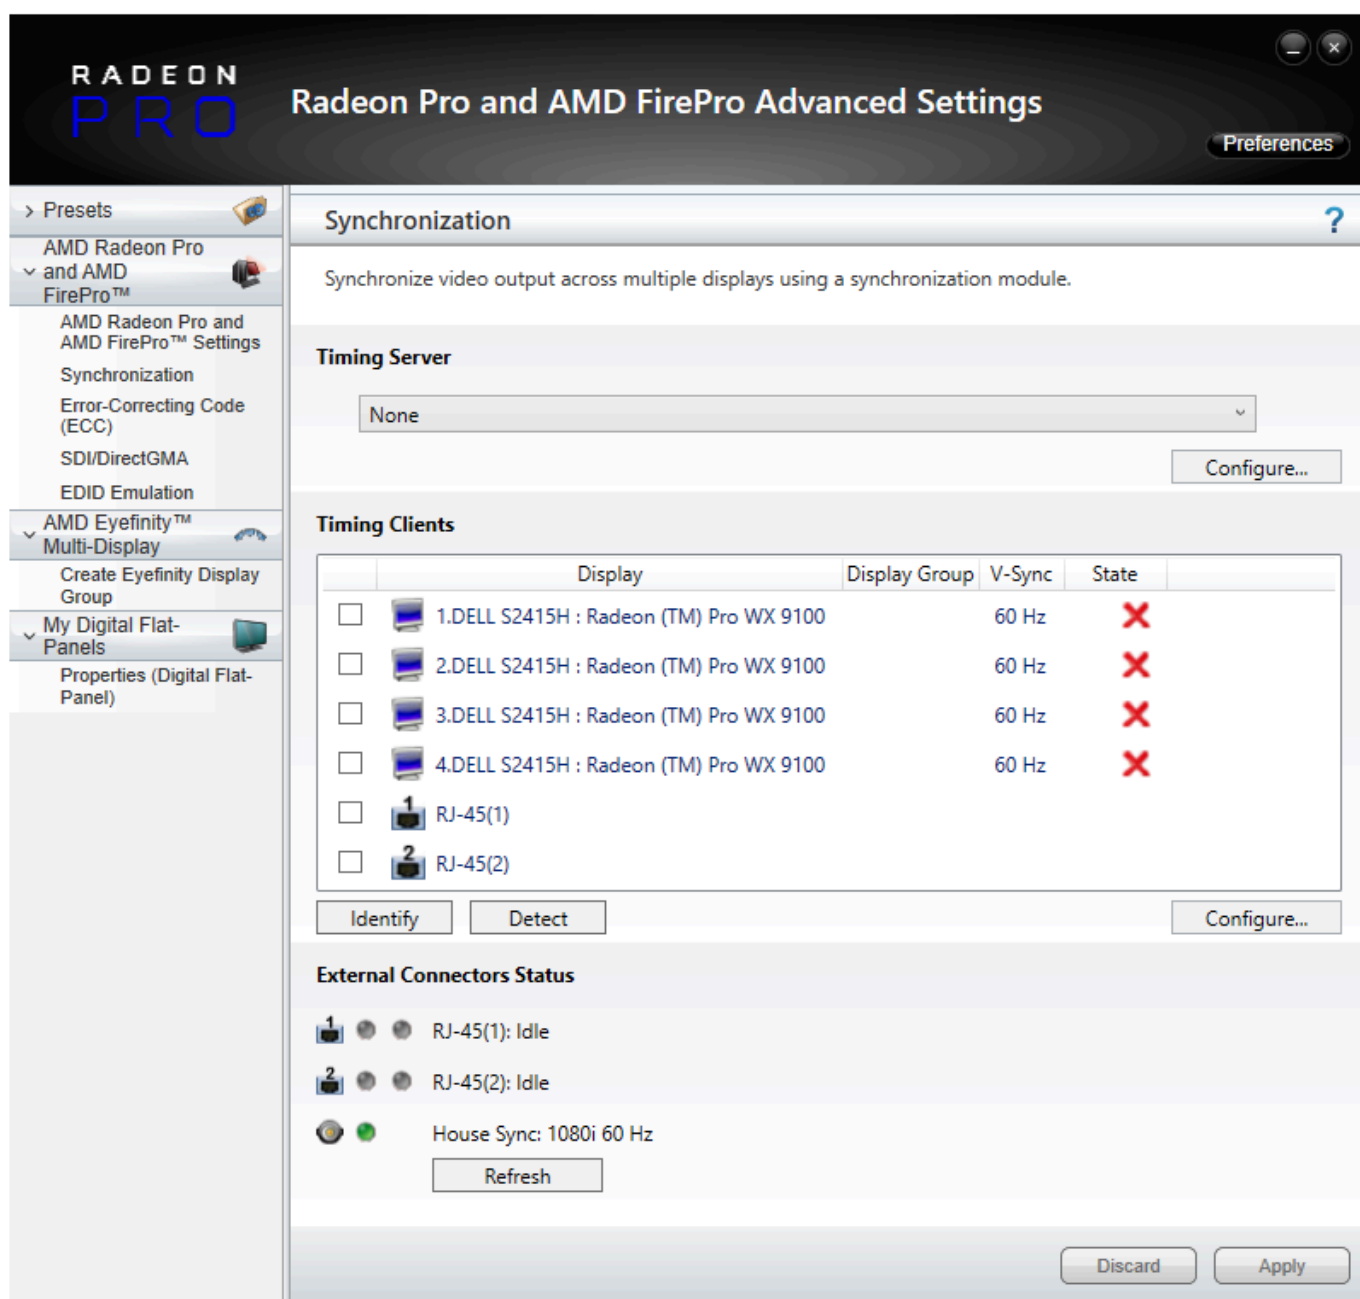 RADEON
PRO
Radeon Pro and AMD FirePro Advanced Settings
Preferences
Presets
AMD Radeon Pro
and AMD
FirePro™
AMD Radeon Pro and
AMD FirePro™ Settings
Synchronization
Error-Correcting Code
(ECC)
SDI/DirectGMA
EDID Emulation
AMD Eyefinity™
Multi-Display
Create Eyefinity Display
Group
My Digital Flat-
Panels
Properties (Digital Flat-
Panel)
Synchronization ?
Synchronize video output across multiple displays using a synchronization module.
Timing Server
None
Configure...
Timing Clients
Display Display Group V-Sync State
1.DELL S2415H : Radeon (TM) Pro WX 9100 60 Hz
2.DELL S2415H : Radeon (TM) Pro WX 9100 60 Hz
3.DELL S2415H : Radeon (TM) Pro WX 9100 60 Hz
4.DELL S2415H : Radeon (TM) Pro WX 9100 60 Hz
1 RJ-45(1)
2 RJ-45(2)
Identify Detect Configure...
External Connectors Status
1 RJ-45(1): Idle
2 RJ-45(2): Idle
House Sync: 1080i 60 Hz
Refresh
Discard Apply